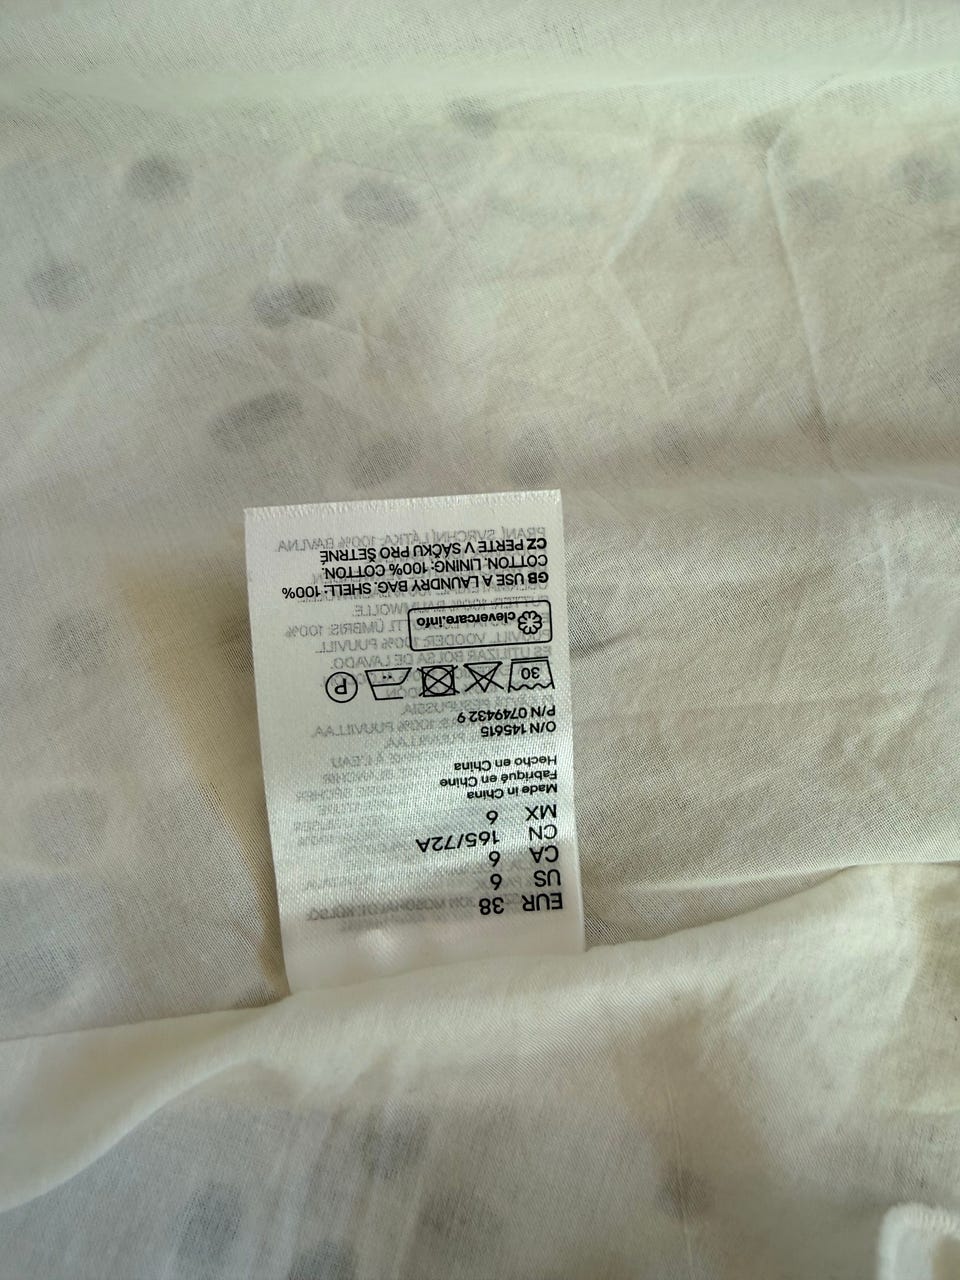 EUR 38
US 6
CA 6
CN 165/72A
MX 6
Made in China
Fabriqué en Chine
Hecho en China
O/N 145615
P/N 0749432 9
30
P
clevercare.info
GB USE A LAUNDRY BAG. SHELL: 100%
COTTON. LINING: 100% COTTON.
CZ PERTE V SÁČKU PRO ŠETRNÉ
PRANÍ. SVRCHNÍ LÁTKA: 100% BAVLNA.